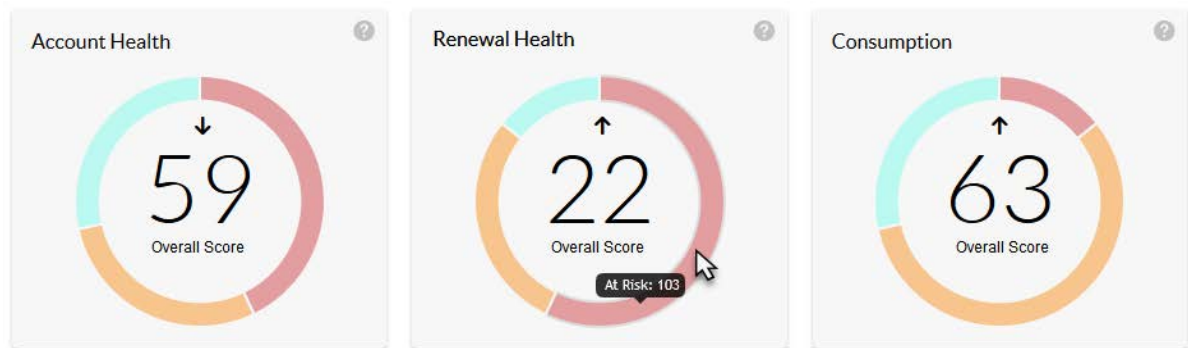 Account Health
?
59
Overall Score
Renewal Health
?
22
Overall Score
At Risk: 103
Consumption
?
63
Overall Score